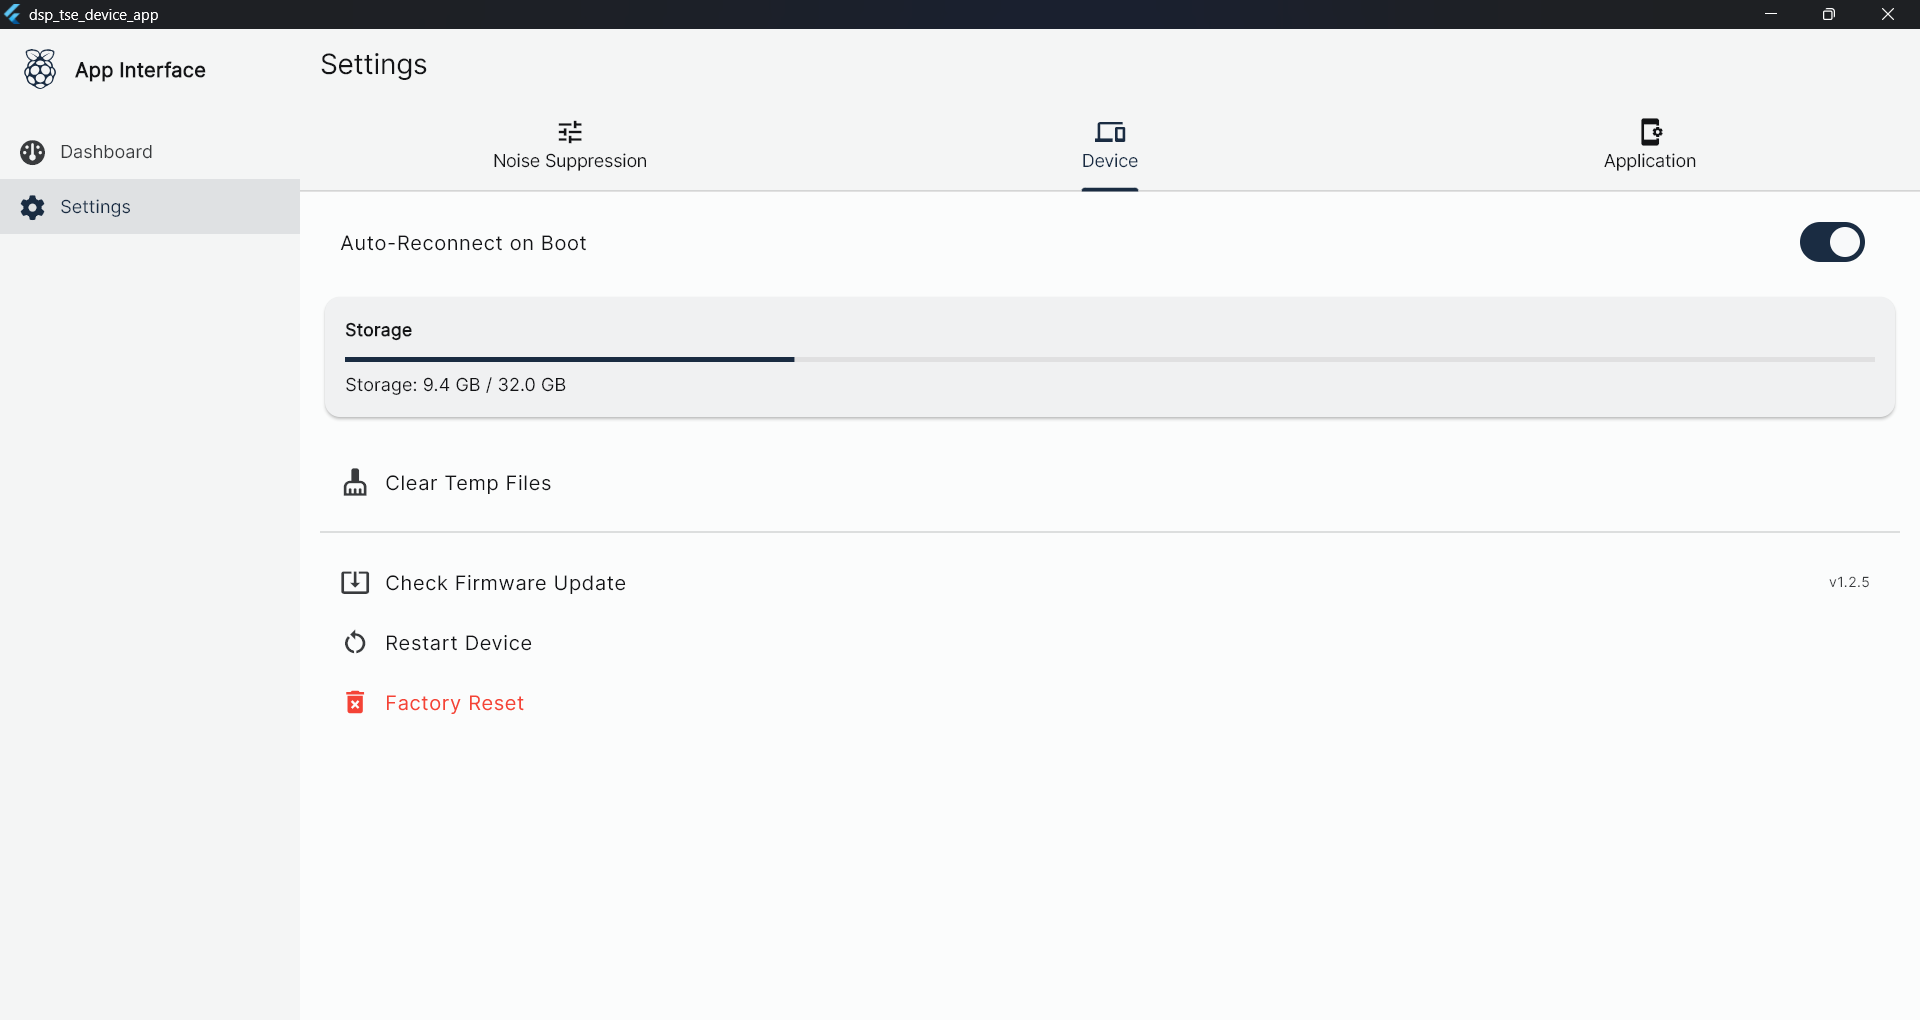 dsp_tse_device_app
App Interface
Settings
Dashboard
Settings
Noise Suppression
Device
Application
Auto-Reconnect on Boot
Storage
Storage: 9.4 GB / 32.0 GB
Clear Temp Files
Check Firmware Update
v1.2.5
Restart Device
Factory Reset